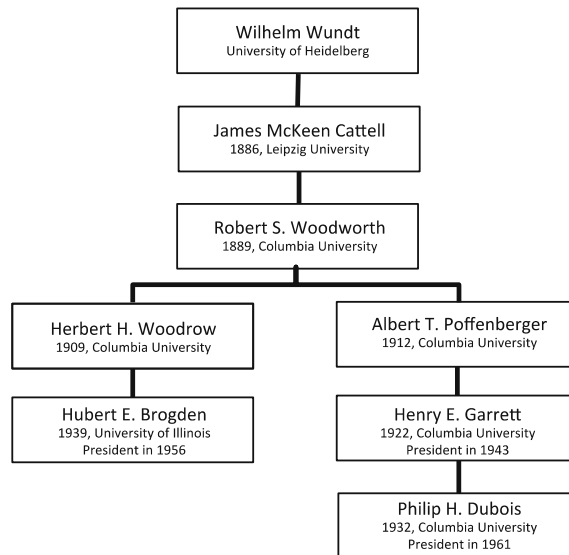 Wilhelm Wundt
University of Heidelberg
James McKeen Cattell
1886, Leipzig University
Robert S. Woodworth
1889, Columbia University
Herbert H. Woodrow
1909, Columbia University
Albert T. Poffenberger
1912, Columbia University
Hubert E. Brogden
1939, University of Illinois
President in 1956
Henry E. Garrett
1922, Columbia University
President in 1943
Philip H. Dubois
1932, Columbia University
President in 1961